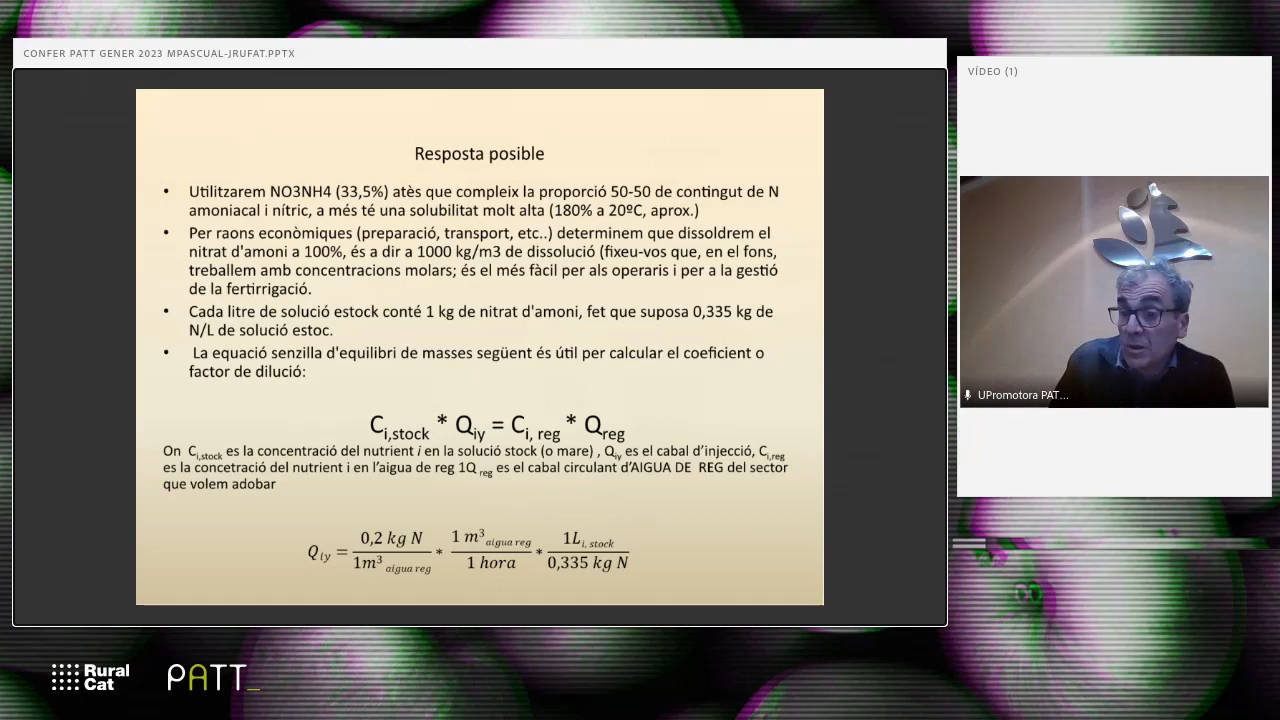 CONFER PATT GENER 2023 MPASCUAL-JRUFAT.PPTX
VÍDEO (1)
Resposta posible
• Utilitzarem NO3NH4 (33,5%) atès que compleix la proporció 50-50 de contingut de N
amoniacal i nítric, a més té una solubilitat molt alta (180% a 20ºC, aprox.)
• Per raons econòmiques (preparació, transport, etc..) determinem que dissoldrem el
nitrat d'amoni a 100%, és a dir a 1000 kg/m3 de dissolució (fixeu-vos que, en el fons,
treballem amb concentracions molars; és el més fàcil per als operaris i per a la gestió
de la fertirrigació.
• Cada litre de solució estock conté 1 kg de nitrat d'amoni, fet que suposa 0,335 kg de
N/L de solució estoc.
• La equació senzilla d'equilibri de masses següent és útil per calcular el coeficient o
factor de dilució:
C i,stock * Q iy = C i, reg * Q reg
On C i,stock es la concentració del nutrient i en la solució stock (o mare) , Q iy es el cabal d'injecció, C i,reg
es la concetració del nutrient i en l'aigua de reg 1Q reg es el cabal circulant d'AIGUA DE REG del sector
que volem adobar
Q iy = 0,2 kg N / 1m³ aigua reg * 1 m³ aigua reg / 1 hora * 1L i, stock / 0,335 kg N
UPromotora PAT...
Rural
Cat
PATT_